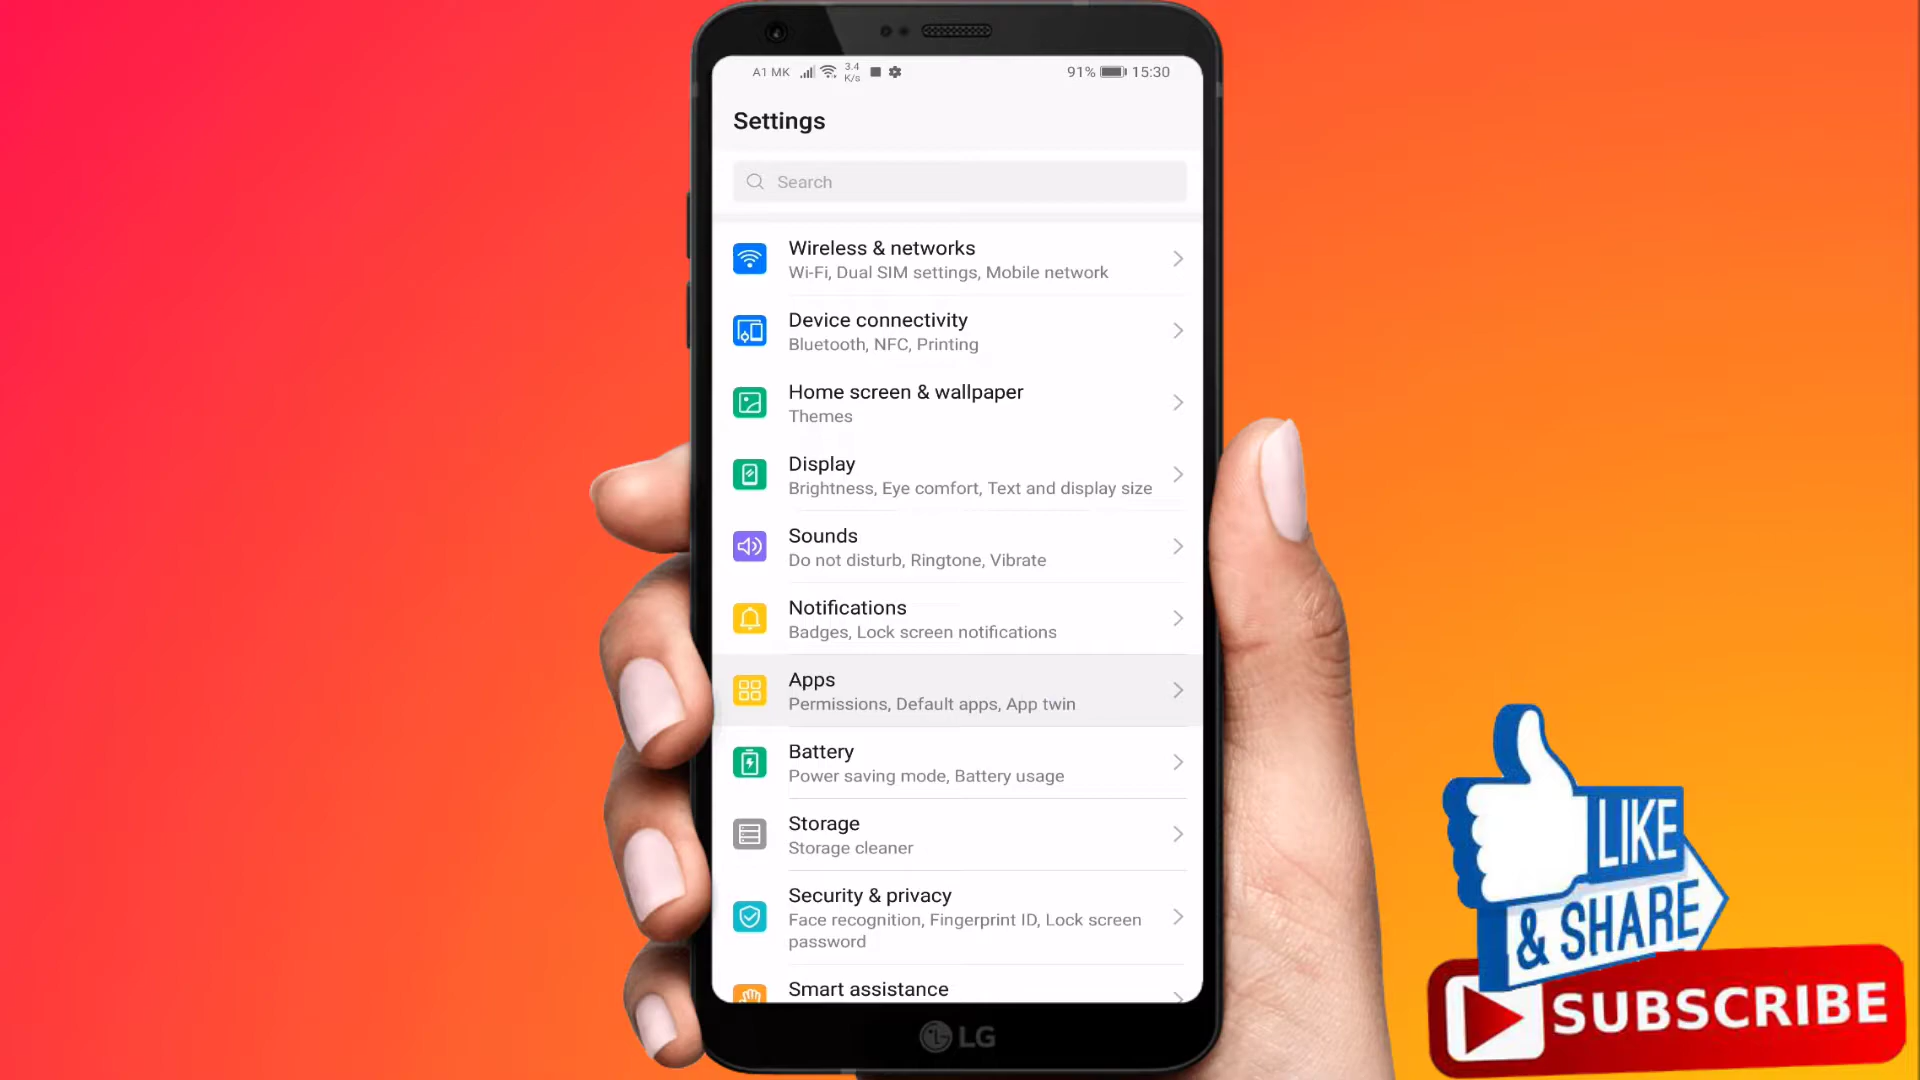 A1 MK
3.4
K/s
91%
15:30
Settings
Search
Wireless & networks
Wi-Fi, Dual SIM settings, Mobile network
Device connectivity
Bluetooth, NFC, Printing
Home screen & wallpaper
Themes
Display
Brightness, Eye comfort, Text and display size
Sounds
Do not disturb, Ringtone, Vibrate
Notifications
Badges, Lock screen notifications
Apps
Permissions, Default apps, App twin
Battery
Power saving mode, Battery usage
Storage
Storage cleaner
Security & privacy
Face recognition, Fingerprint ID, Lock screen
password
Smart assistance
LG
LIKE
& SHARE
SUBSCRIBE